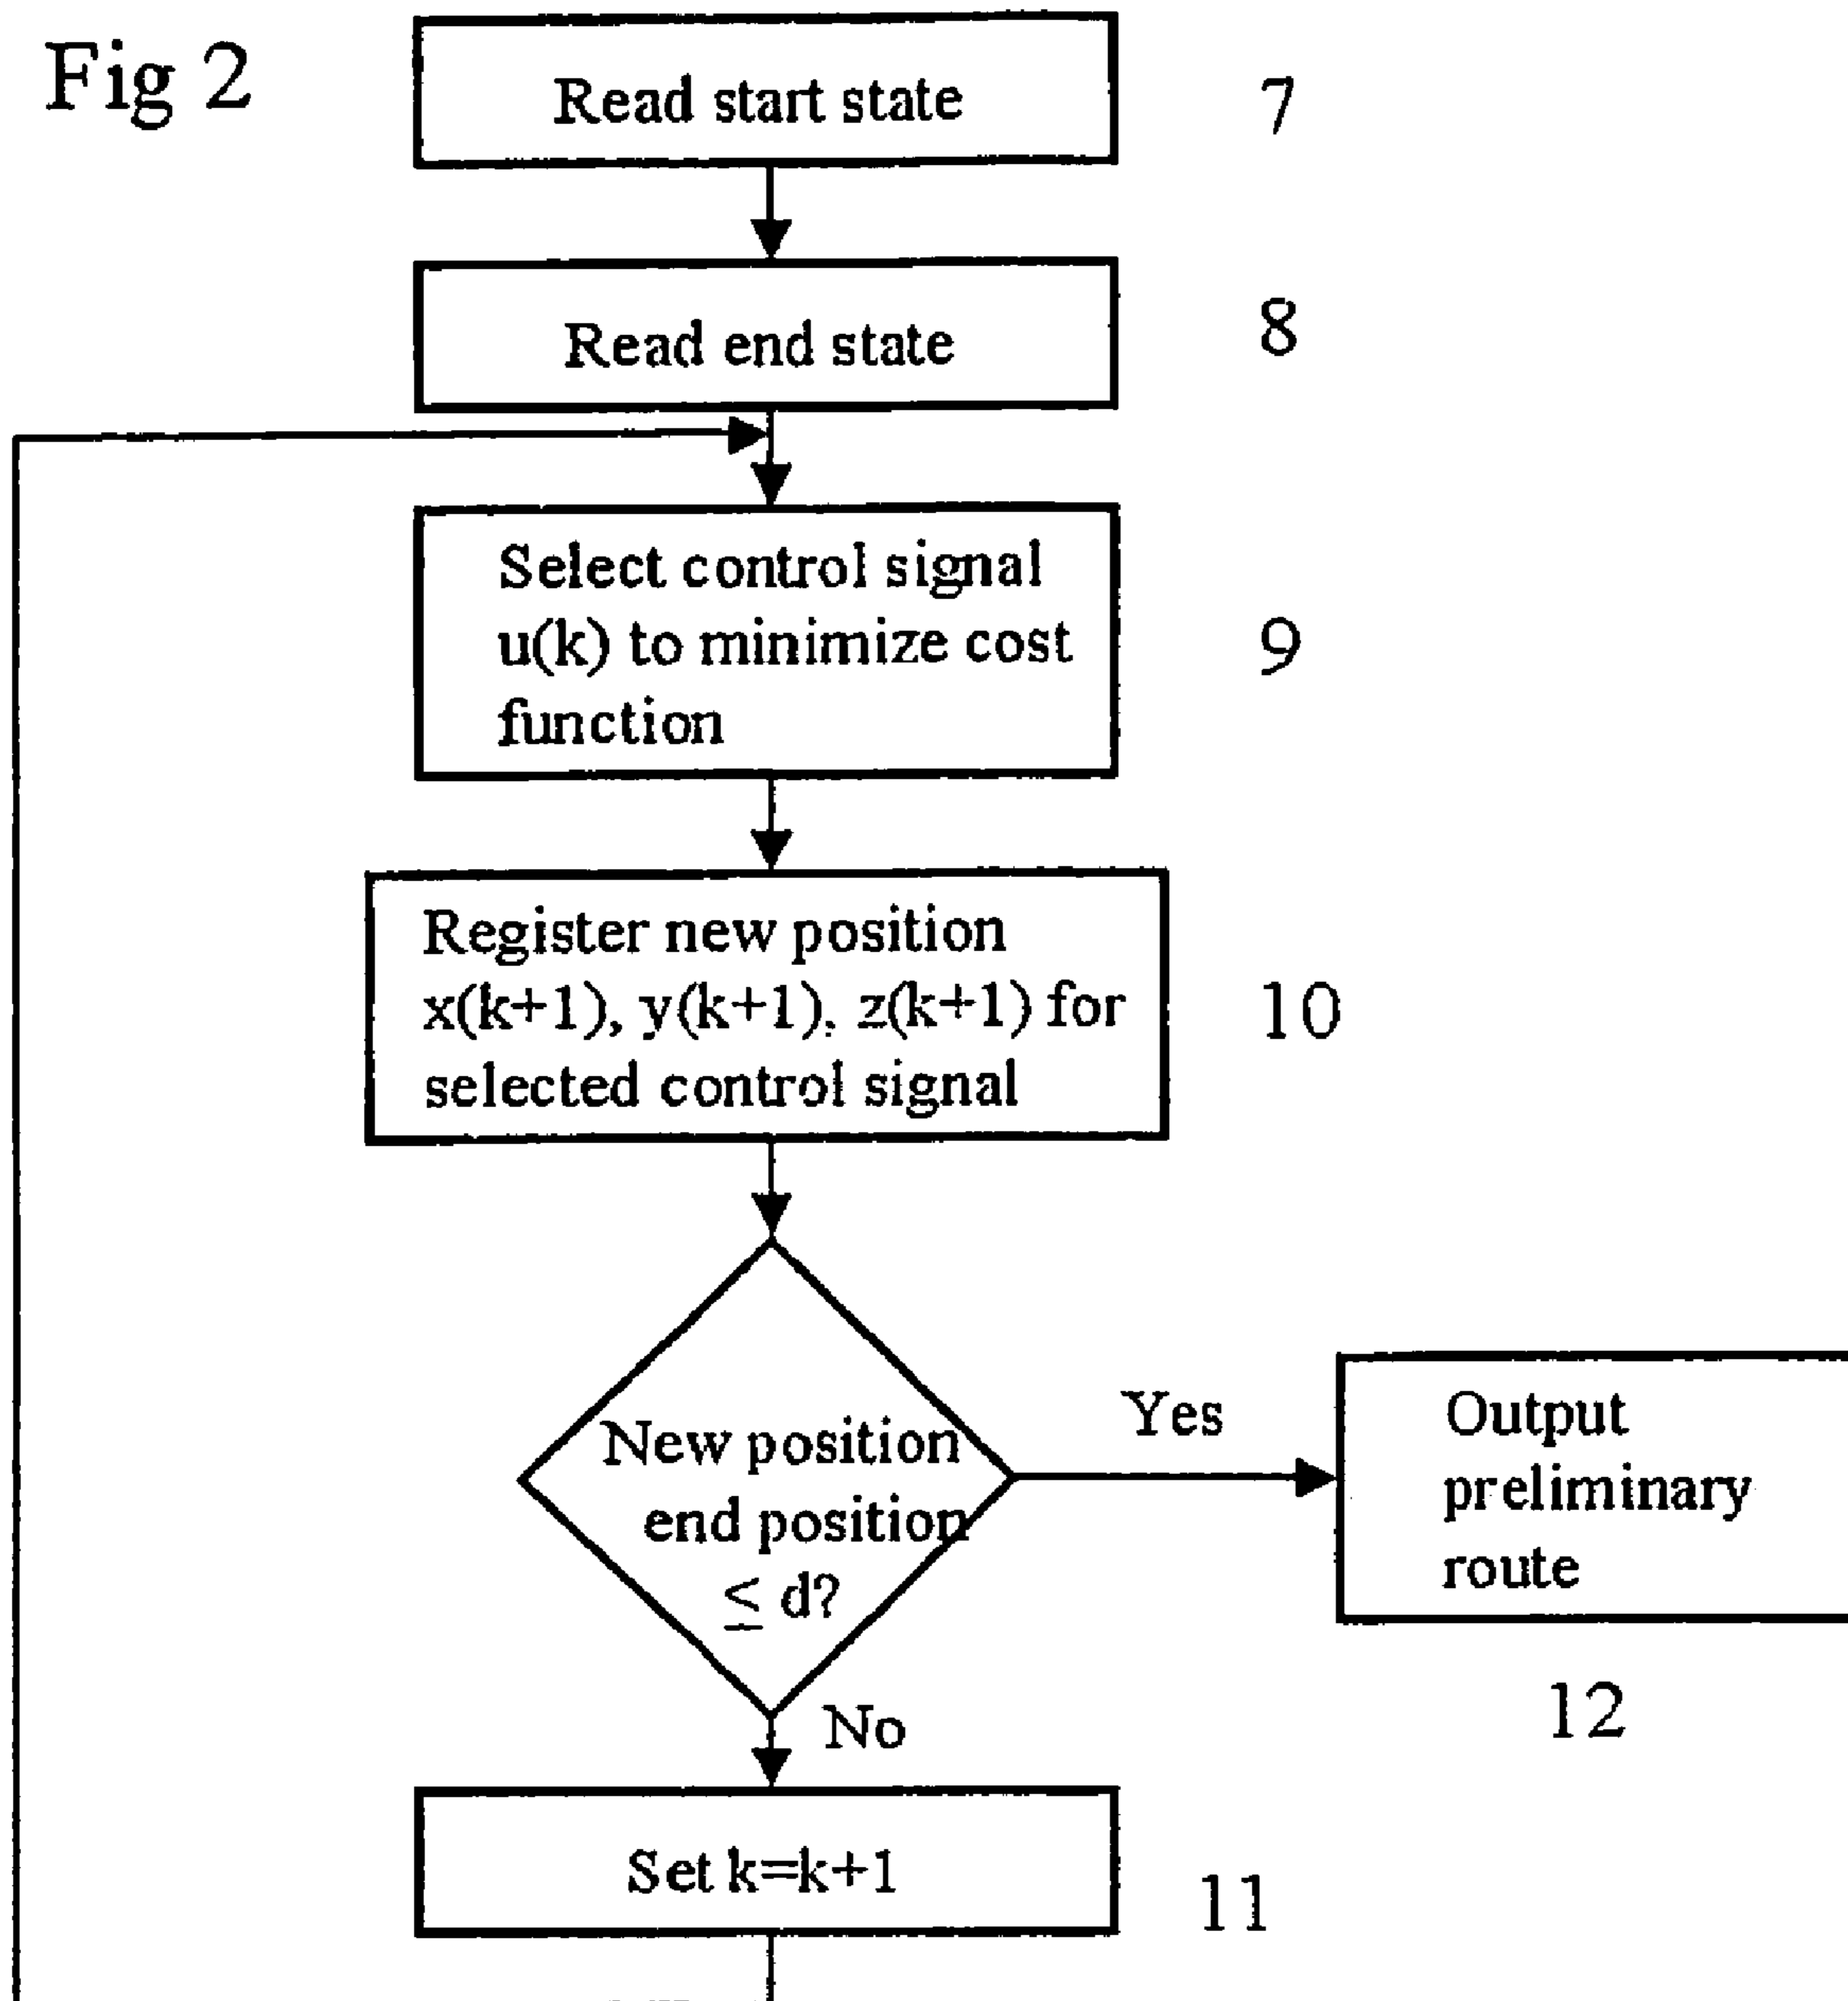 Fig 2
Read start state
7
Read end state
8
Select control signal
u(k) to minimize cost
function
9
Register new position
x(k+1), y(k+1), z(k+1) for
selected control signal
10
New position
end position
≤ d?
Yes
Output
preliminary
route
12
No
Set k=k+1
11